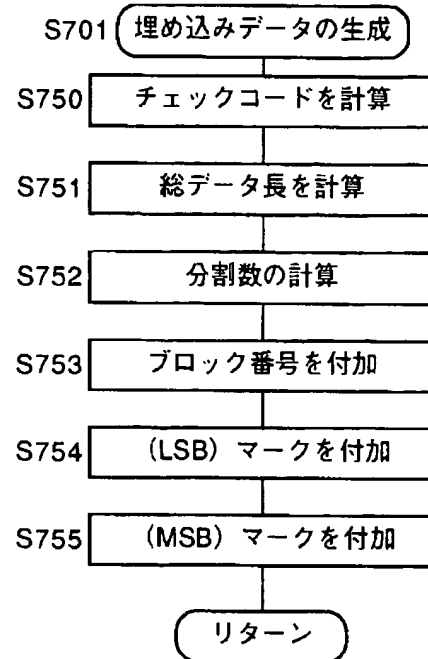 S701 埋め込みデータの生成
S750 チェックコードを計算
S751 総データ長を計算
S752 分割数の計算
S753 ブロック番号を付加
S754 (LSB) マークを付加
S755 (MSB) マークを付加
リターン